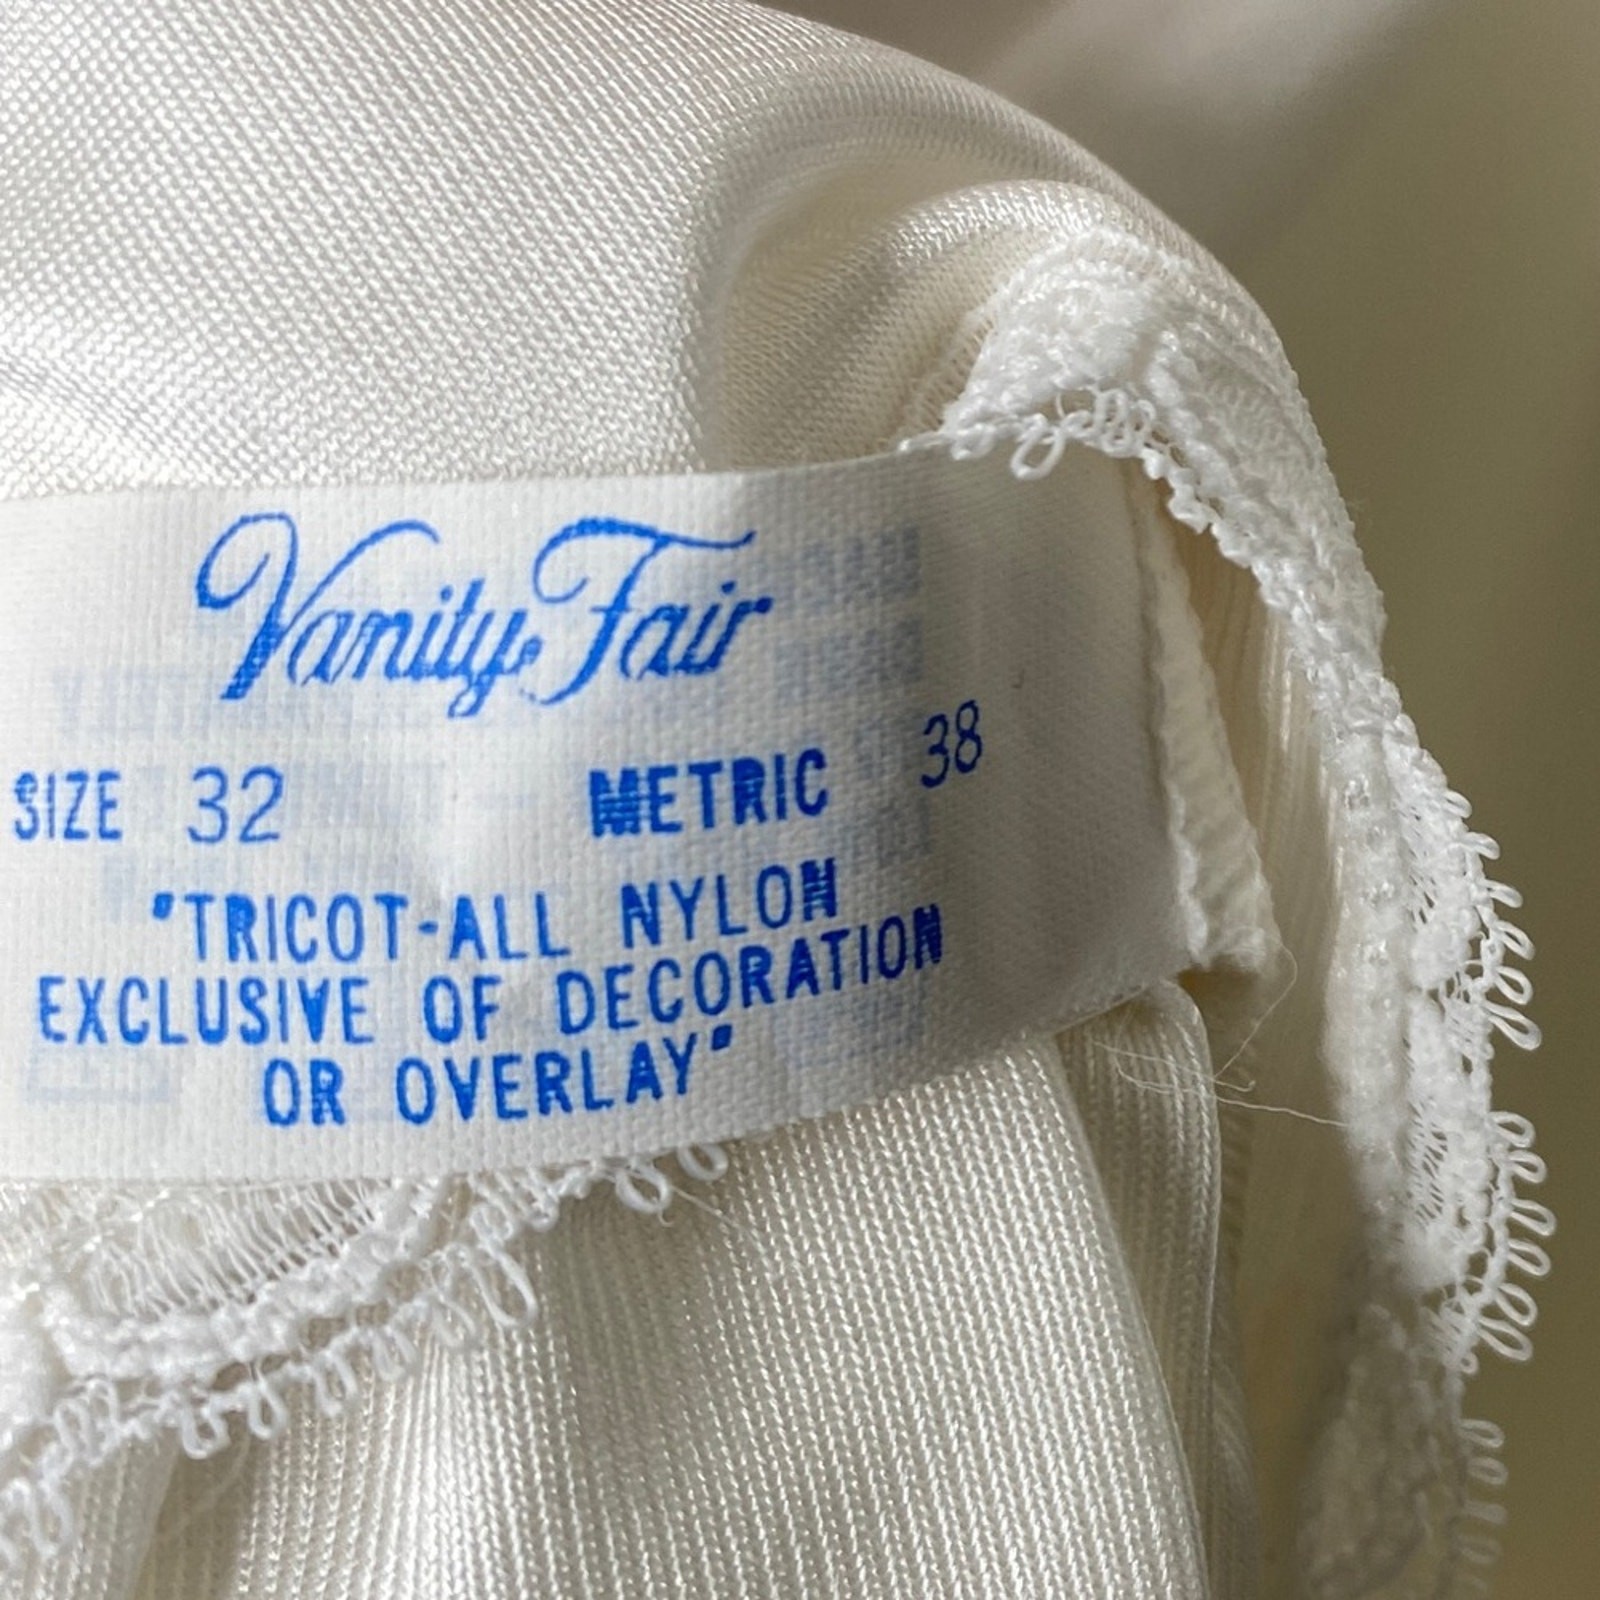 Vanity Fair
SIZE 32 METRIC 38
"TRICOT-ALL NYLON
EXCLUSIVE OF DECORATION
OR OVERLAY"